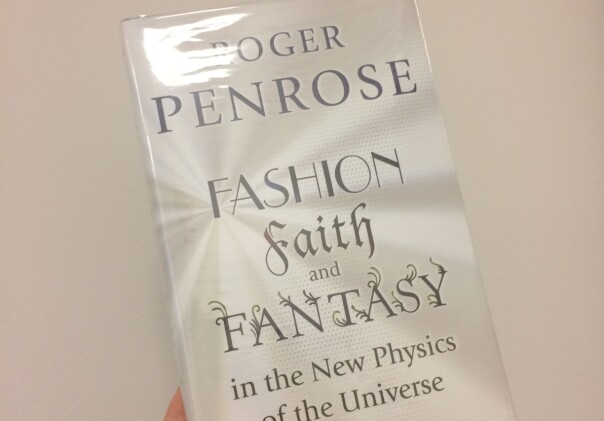 ROGER
PENROSE
FASHION
Faith
and
FANTASY
in the New Physics
of the Universe